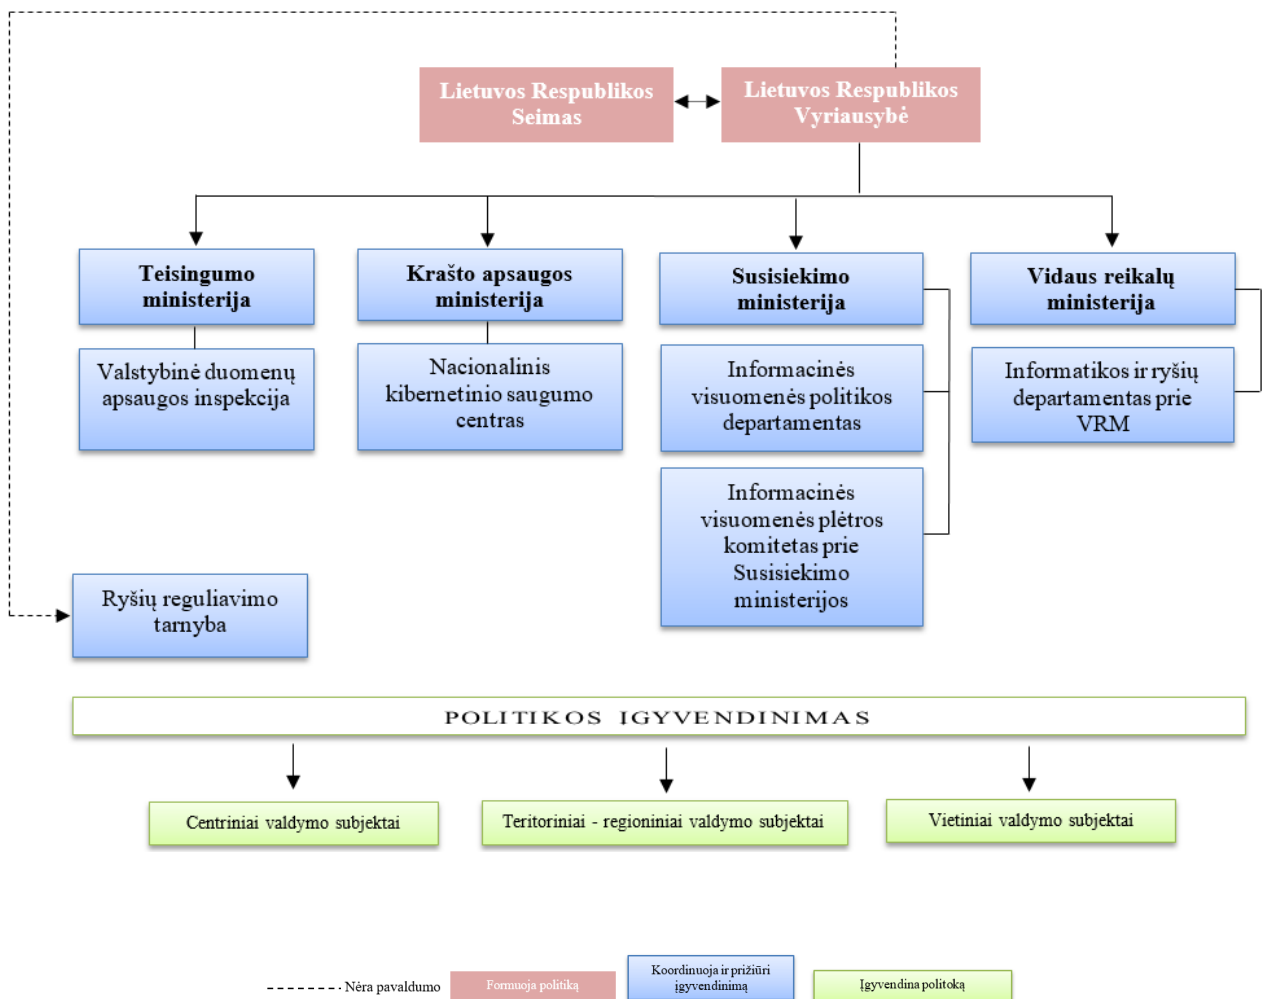 Lietuvos Respublikos
Seimas
Lietuvos Respublikos
Vyriausybė
Teisingumo
ministerija
Krašto apsaugos
ministerija
Susisiekimo
ministerija
Vidaus reikalų
ministerija
Valstybinė duomenų
apsaugos inspekcija
Nacionalinis
kibernetinio saugumo
centras
Informacinės
visuomenės politikos
departamentas
Informatikos ir ryšių
departamentas prie
VRM
Informacinės
visuomenės plėtros
komitetas prie
Susisiekimo
ministerijos
Ryšių reguliavimo
tarnyba
POLITIKOS IGYVENDINIMAS
Centriniai valdymo subjektai
Teritoriniai - regioniniai valdymo subjektai
Vietiniai valdymo subjektai
Nėra pavaldumo
Formuoja politiką
Koordinuoja ir prižiūri
įgyvendinimą
Įgyvendina politoką